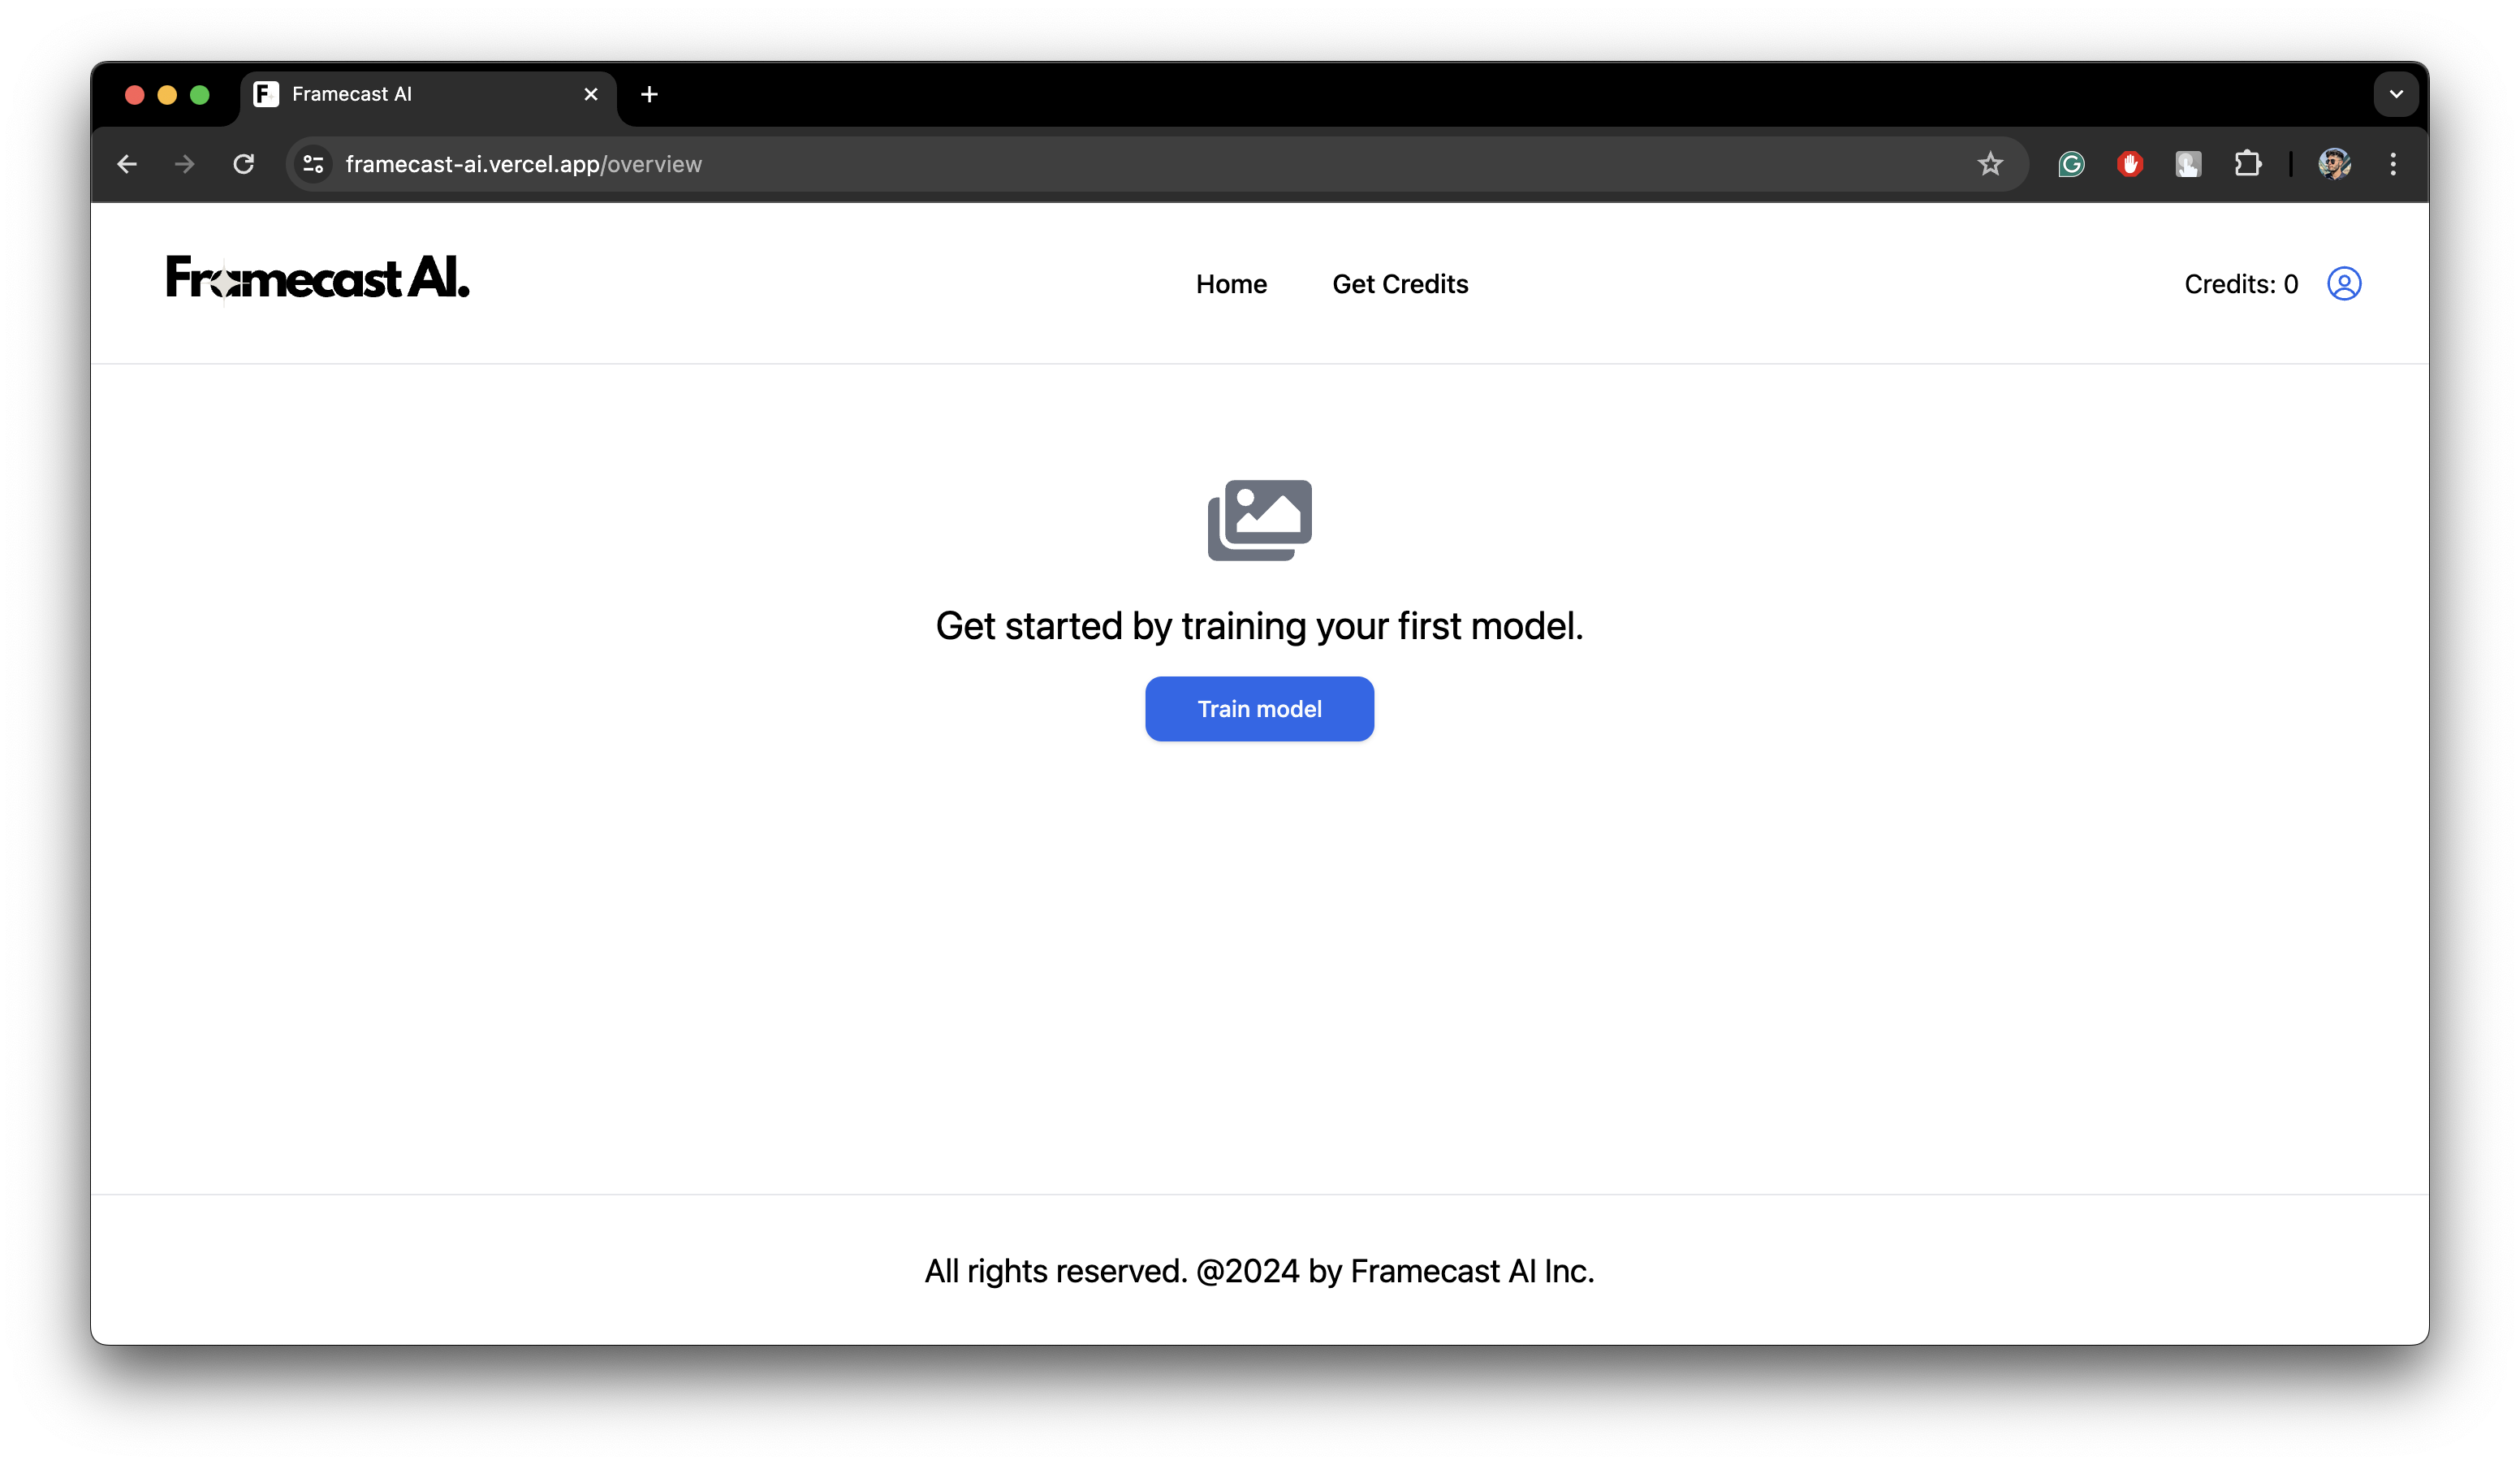 Framecast AI
framecast-ai.vercel.app/overview
Framecast AI.
Home
Get Credits
Credits: 0
Get started by training your first model.
Train model
All rights reserved. @2024 by Framecast AI Inc.